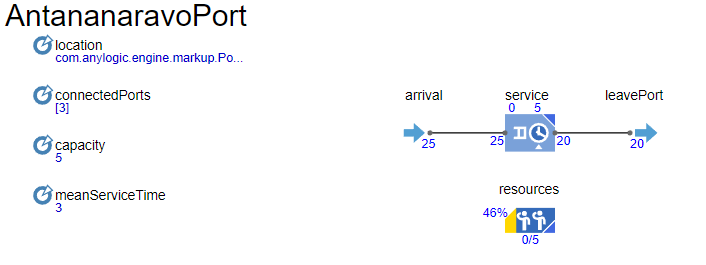 AntananaravoPort
location
com.anylogic.engine.markup.Po...
connectedPorts
[3]
capacity
5
meanServiceTime
3
arrival service leavePort
0 5
25 25 20 20
resources
46%
0/5